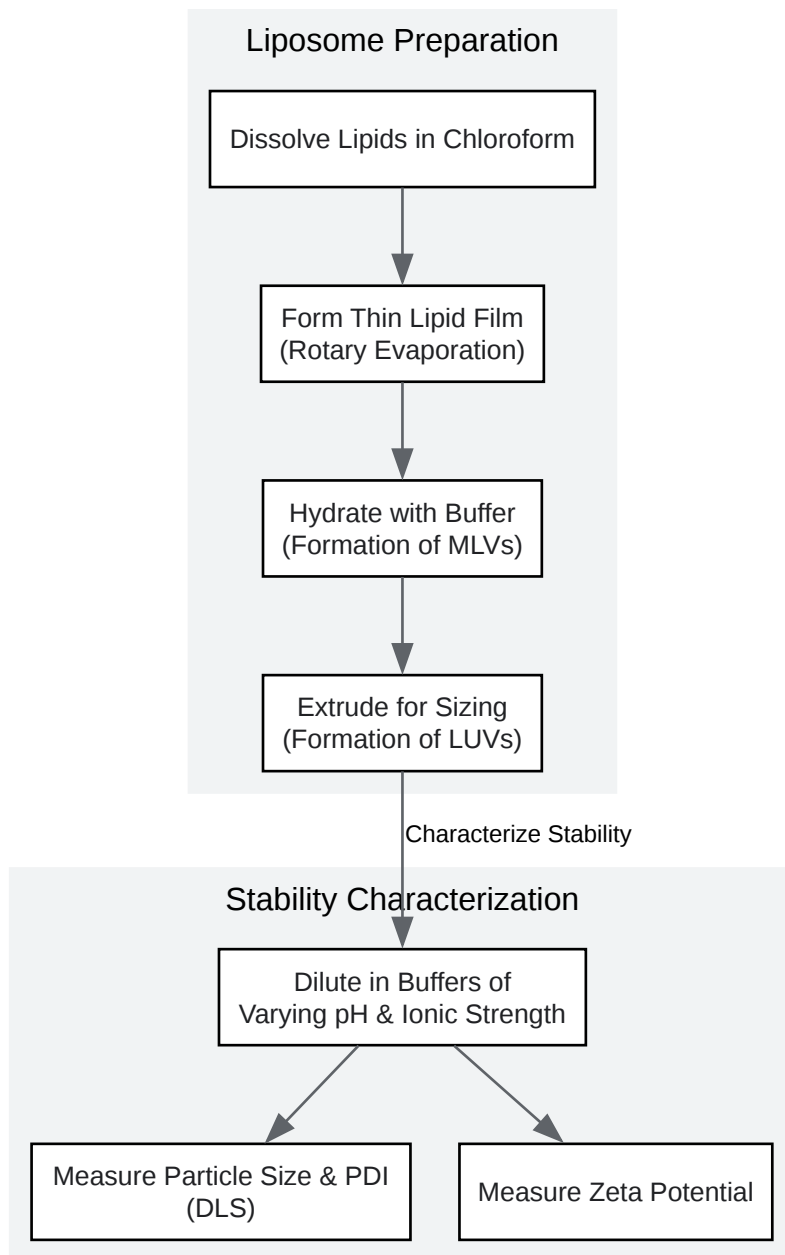 Liposome Preparation
Dissolve Lipids in Chloroform
Form Thin Lipid Film
(Rotary Evaporation)
Hydrate with Buffer
(Formation of MLVs)
Extrude for Sizing
(Formation of LUVs)
Characterize Stability
Stability Characterization
Dilute in Buffers of
Varying pH & Ionic Strength
Measure Particle Size & PDI
(DLS)
Measure Zeta Potential